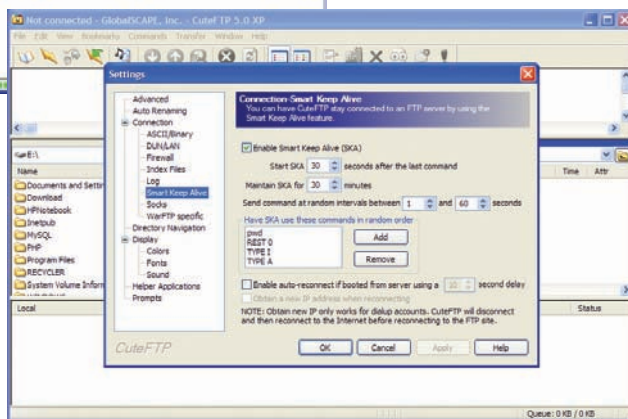 Not connected - GlobalSCAPE, Inc. - CuteFTP 5.0 XP
File Edit View Bookmarks Commands Transfer Window Help
E:\
Name
Time Attr
Documents and Settin
Download
HPNotebook
Inetpub
MySQL
PHP
Program Files
RECYCLER
System Volume Inform
Local
Status
Queue: 0 KB / 0 KB
Settings
Advanced
Auto Renaming
Connection
ASCII/Binary
DUN/LAN
Firewall
Index Files
Log
Smart Keep Alive
Socks
WarFTP specific
Directory Navigation
Display
Colors
Fonts
Sound
Helper Applications
Prompts
Connection-Smart Keep Alive
You can have CuteFTP stay connected to an FTP server by using the
Smart Keep Alive feature.
Enable Smart Keep Alive (SKA)
Start SKA 30 seconds after the last command
Maintain SKA for 30 minutes
Send command at random intervals between 1 and 60 seconds
Have SKA use these commands in random order
pwd
REST 0
TYPE I
TYPE A
Add
Remove
Enable auto-reconnect if booted from server using a 10 second delay
Obtain a new IP address when reconnecting
NOTE: Obtain new IP only works for dialup accounts. CuteFTP will disconnect
and then reconnect to the Internet before reconnecting to the FTP site.
CuteFTP
OK Cancel Apply Help